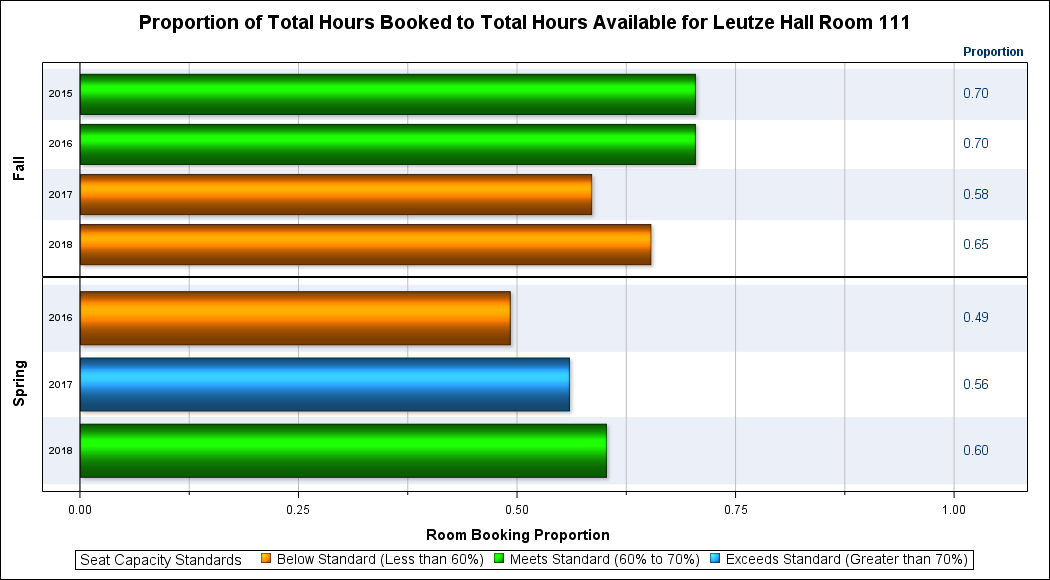 Proportion of Total Hours Booked to Total Hours Available for Leutze Hall Room 111
Proportion
Fall
2015 0.70
2016 0.70
2017 0.58
2018 0.65
Spring
2016 0.49
2017 0.56
2018 0.60
0.00 0.25 0.50 0.75 1.00
Room Booking Proportion
Seat Capacity Standards Below Standard (Less than 60%) Meets Standard (60% to 70%) Exceeds Standard (Greater than 70%)